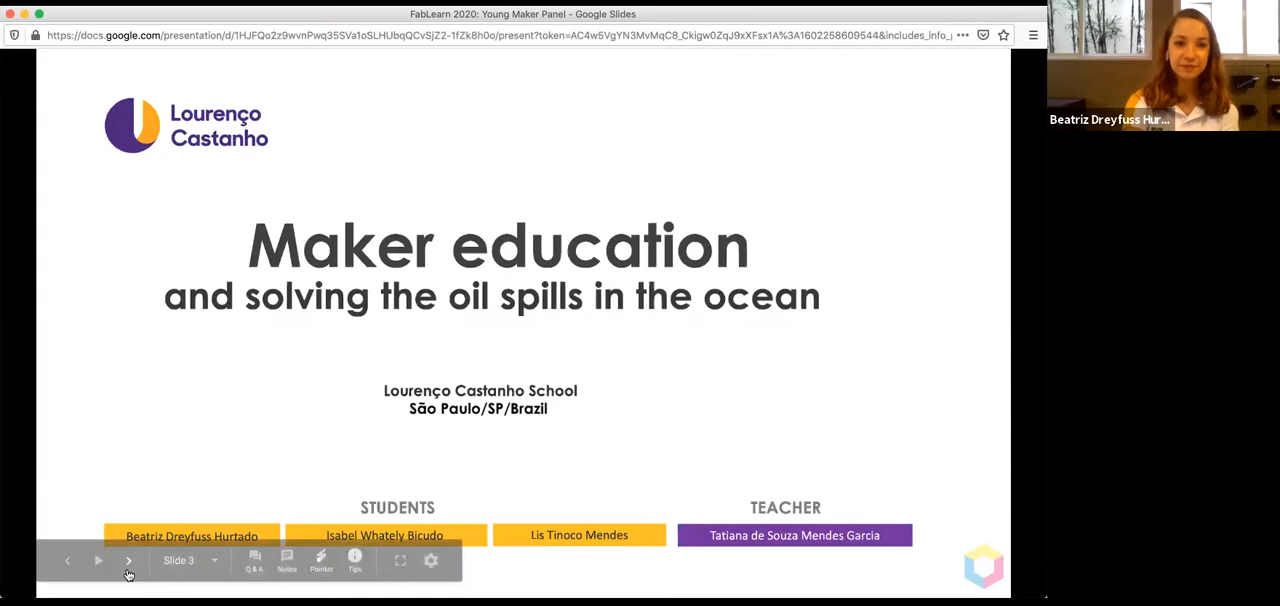 FabLearn 2020: Young Maker Panel - Google Slides
https://docs.google.com/presentation/d/1HJFQo2z9wvnPwq35SVa1oSLHUbqQCvSjZ2-1fZk8h0o/present?token=AC4w5VgYN3MvMqC8_Ckigw0ZqJ9xXFsx1A%3A1602258609544&includes_info_p
Lourenço
Castanho
Maker education
and solving the oil spills in the ocean
Lourenço Castanho School
São Paulo/SP/Brazil
STUDENTS
TEACHER
Beatriz Dreyfuss Hurtado
Isabel Whately Bicudo
Lis Tinoco Mendes
Tatiana de Souza Mendes Garcia
Slide 3
Q & A
Notes
Pointer
Tips
Beatriz Dreyfuss Hur...